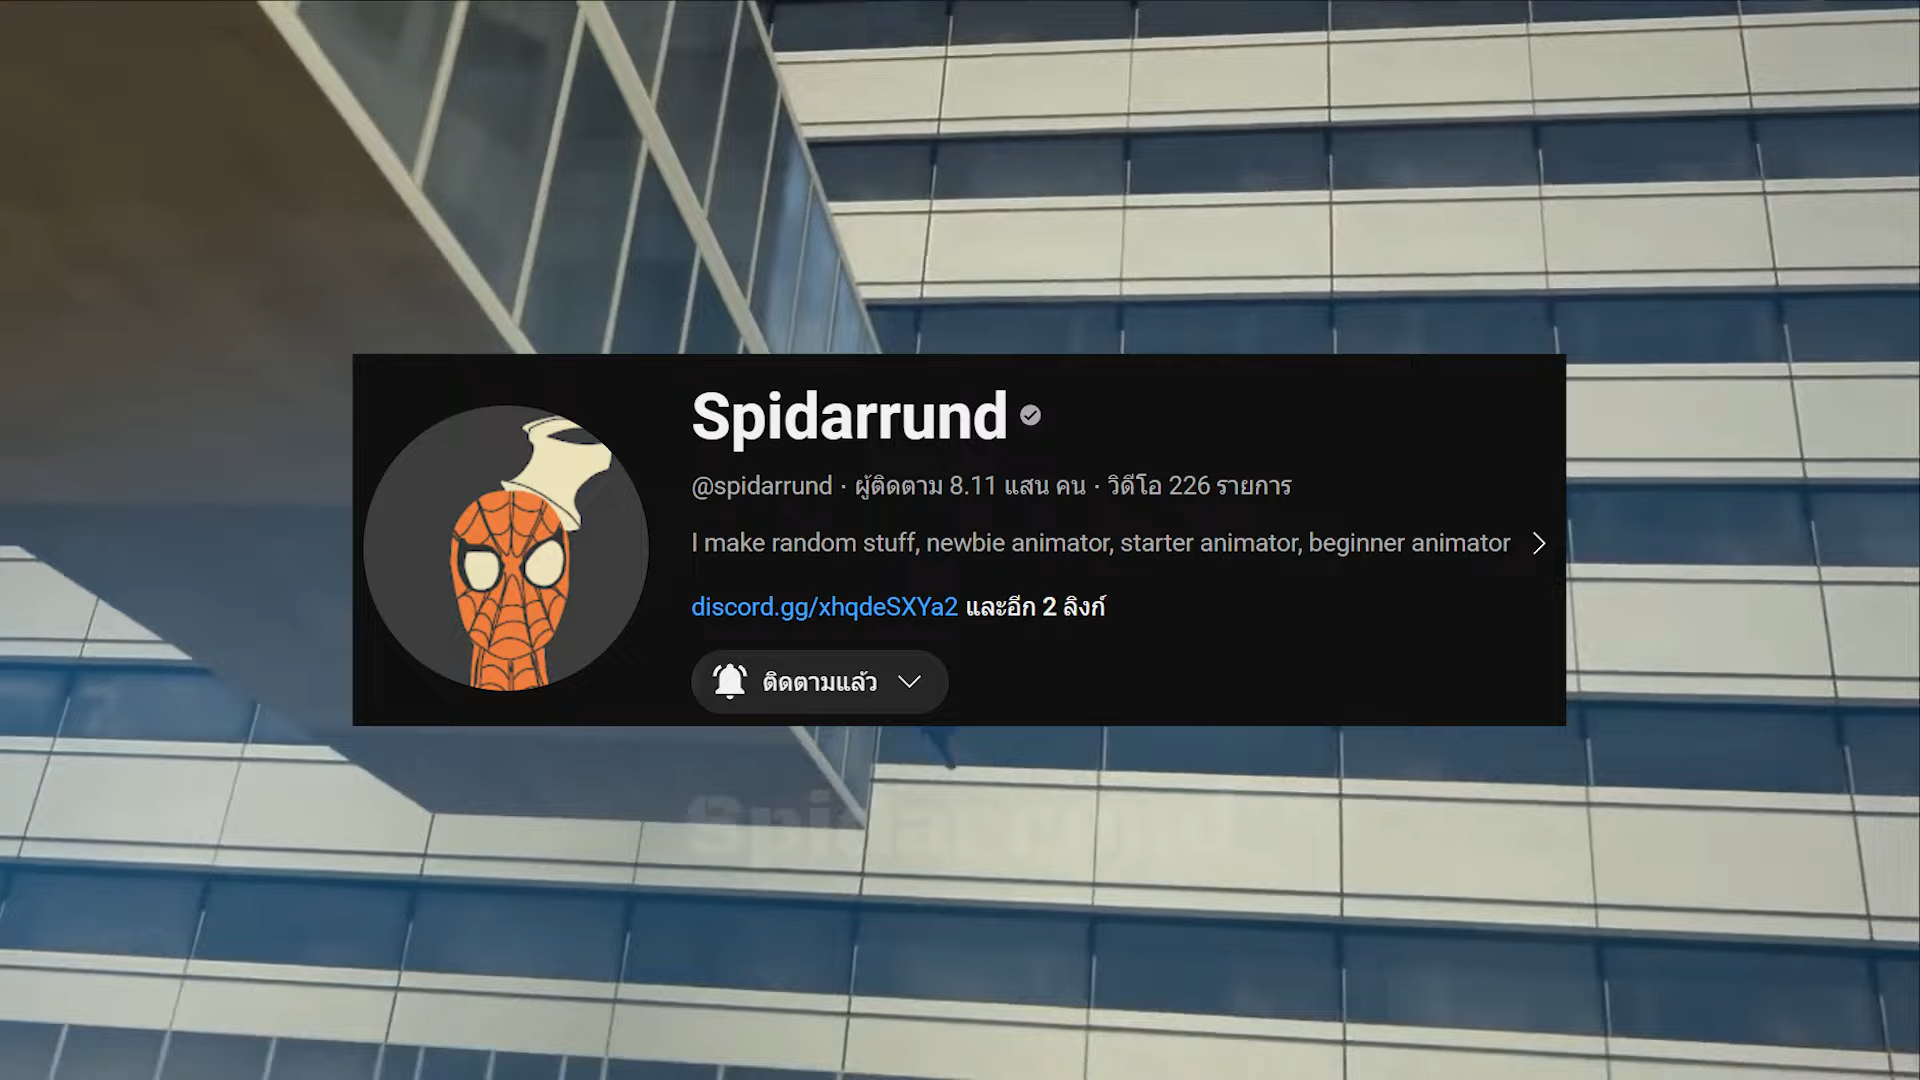 Spidarrund
@spidarrund · ผู้ติดตาม 8.11 แสน คน · วิดีโอ 226 รายการ
I make random stuff, newbie animator, starter animator, beginner animator
discord.gg/xhqdeSXYa2 และอีก 2 ลิงก์
ติดตามแล้ว
Spidarrund